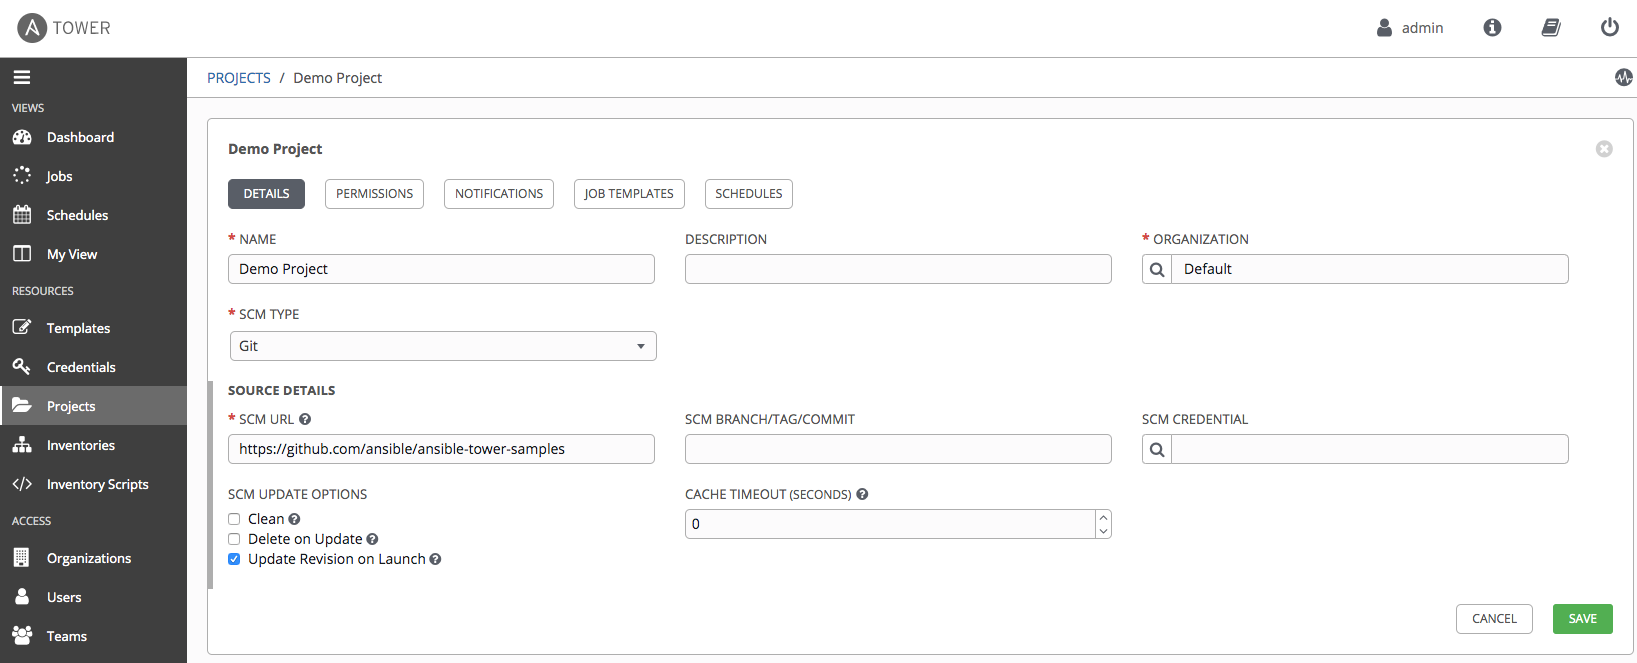 TOWER
admin
PROJECTS / Demo Project
VIEWS
Dashboard
Jobs
Schedules
My View
RESOURCES
Templates
Credentials
Projects
Inventories
Inventory Scripts
ACCESS
Organizations
Users
Teams
Demo Project
DETAILS PERMISSIONS NOTIFICATIONS JOB TEMPLATES SCHEDULES
* NAME DESCRIPTION * ORGANIZATION
Demo Project Default
* SCM TYPE
Git
SOURCE DETAILS
* SCM URL ? SCM BRANCH/TAG/COMMIT SCM CREDENTIAL
https://github.com/ansible/ansible-tower-samples
SCM UPDATE OPTIONS CACHE TIMEOUT (SECONDS) ?
Clean ? 0
Delete on Update ?
Update Revision on Launch ?
CANCEL SAVE